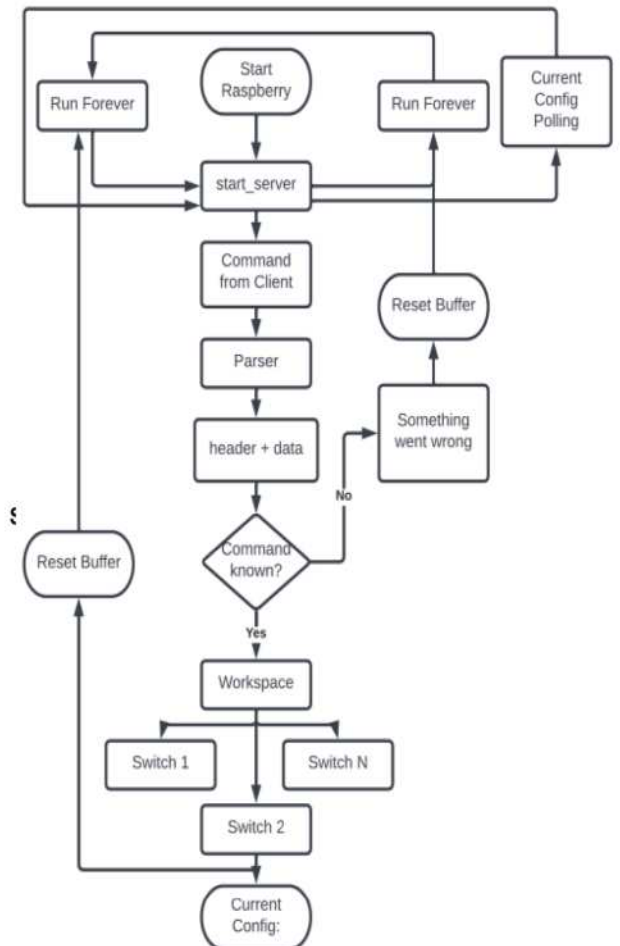 Start
Raspberry
Run Forever
Run Forever
Current
Config
Polling
start_server
Command
from Client
Reset Buffer
Parser
Something
went wrong
header + data
No
Command
known?
Reset Buffer
Yes
Workspace
Switch 1
Switch N
Switch 2
Current
Config: